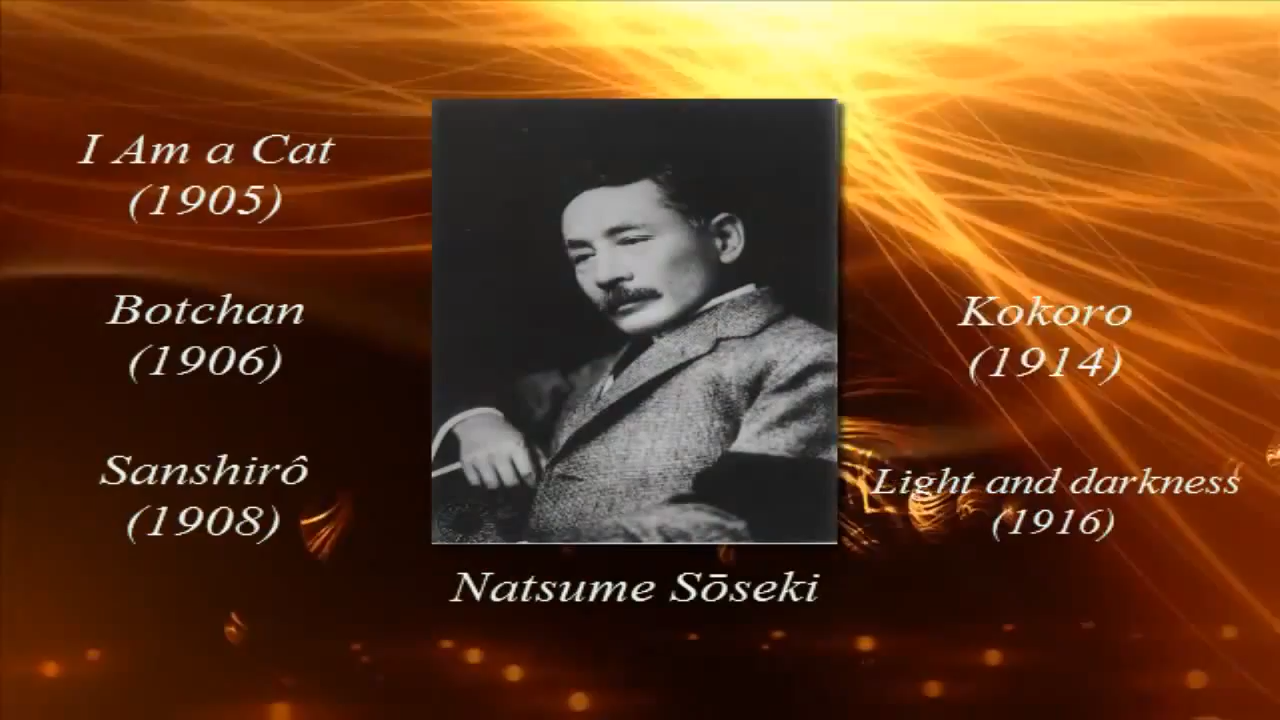 I Am a Cat
(1905)
Botchan
(1906)
Sanshirô
(1908)
Kokoro
(1914)
Light and darkness
(1916)
Natsume Sōseki